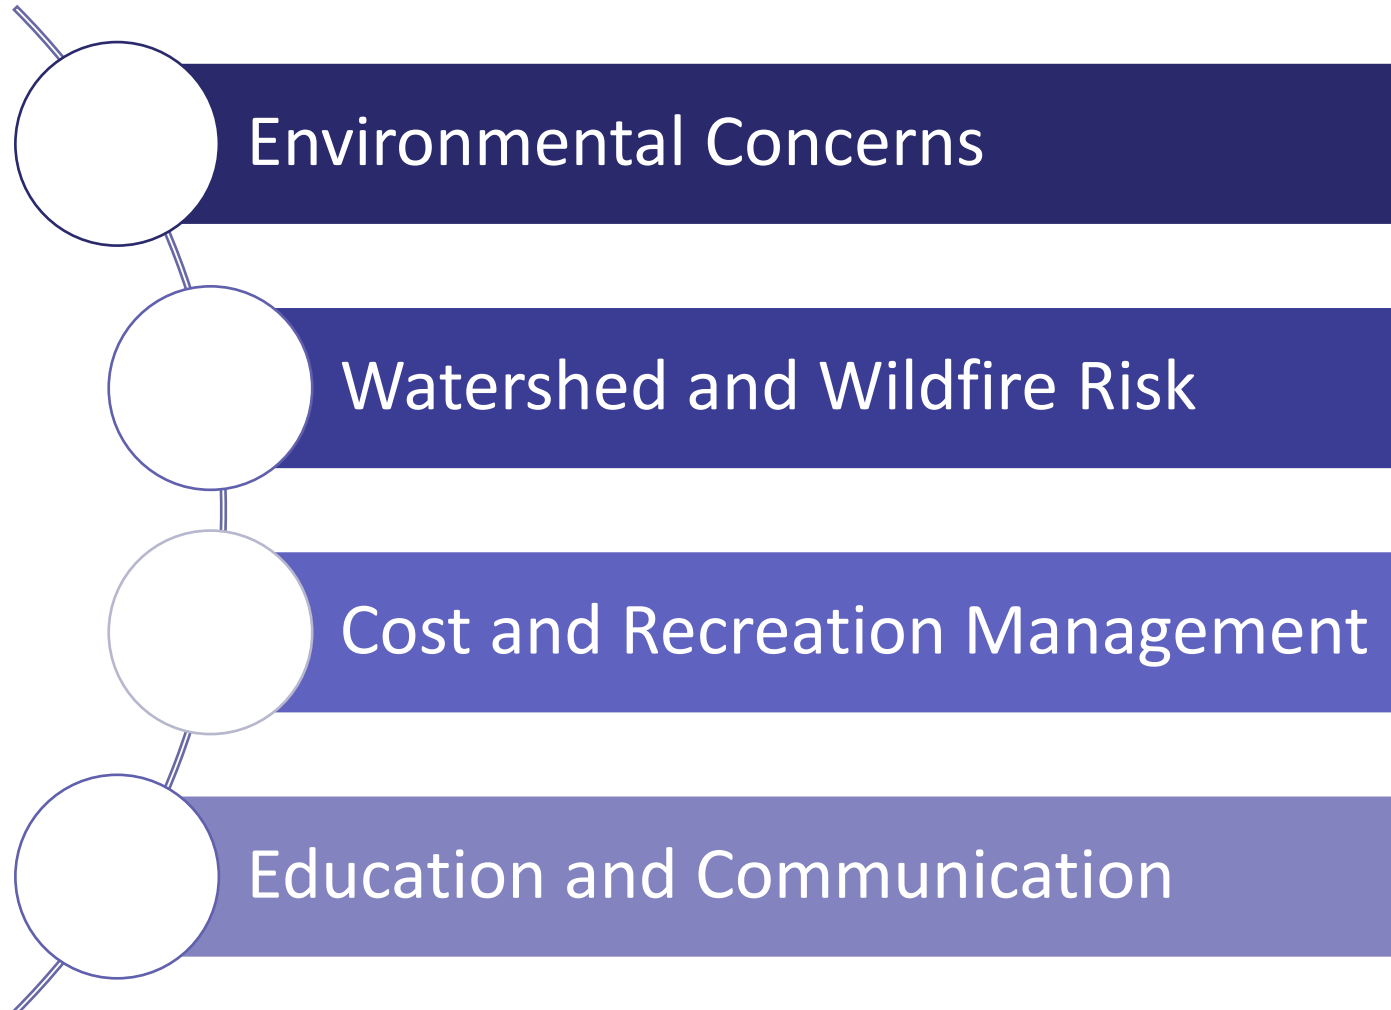 Environmental Concerns
Watershed and Wildfire Risk
Cost and Recreation Management
Education and Communication